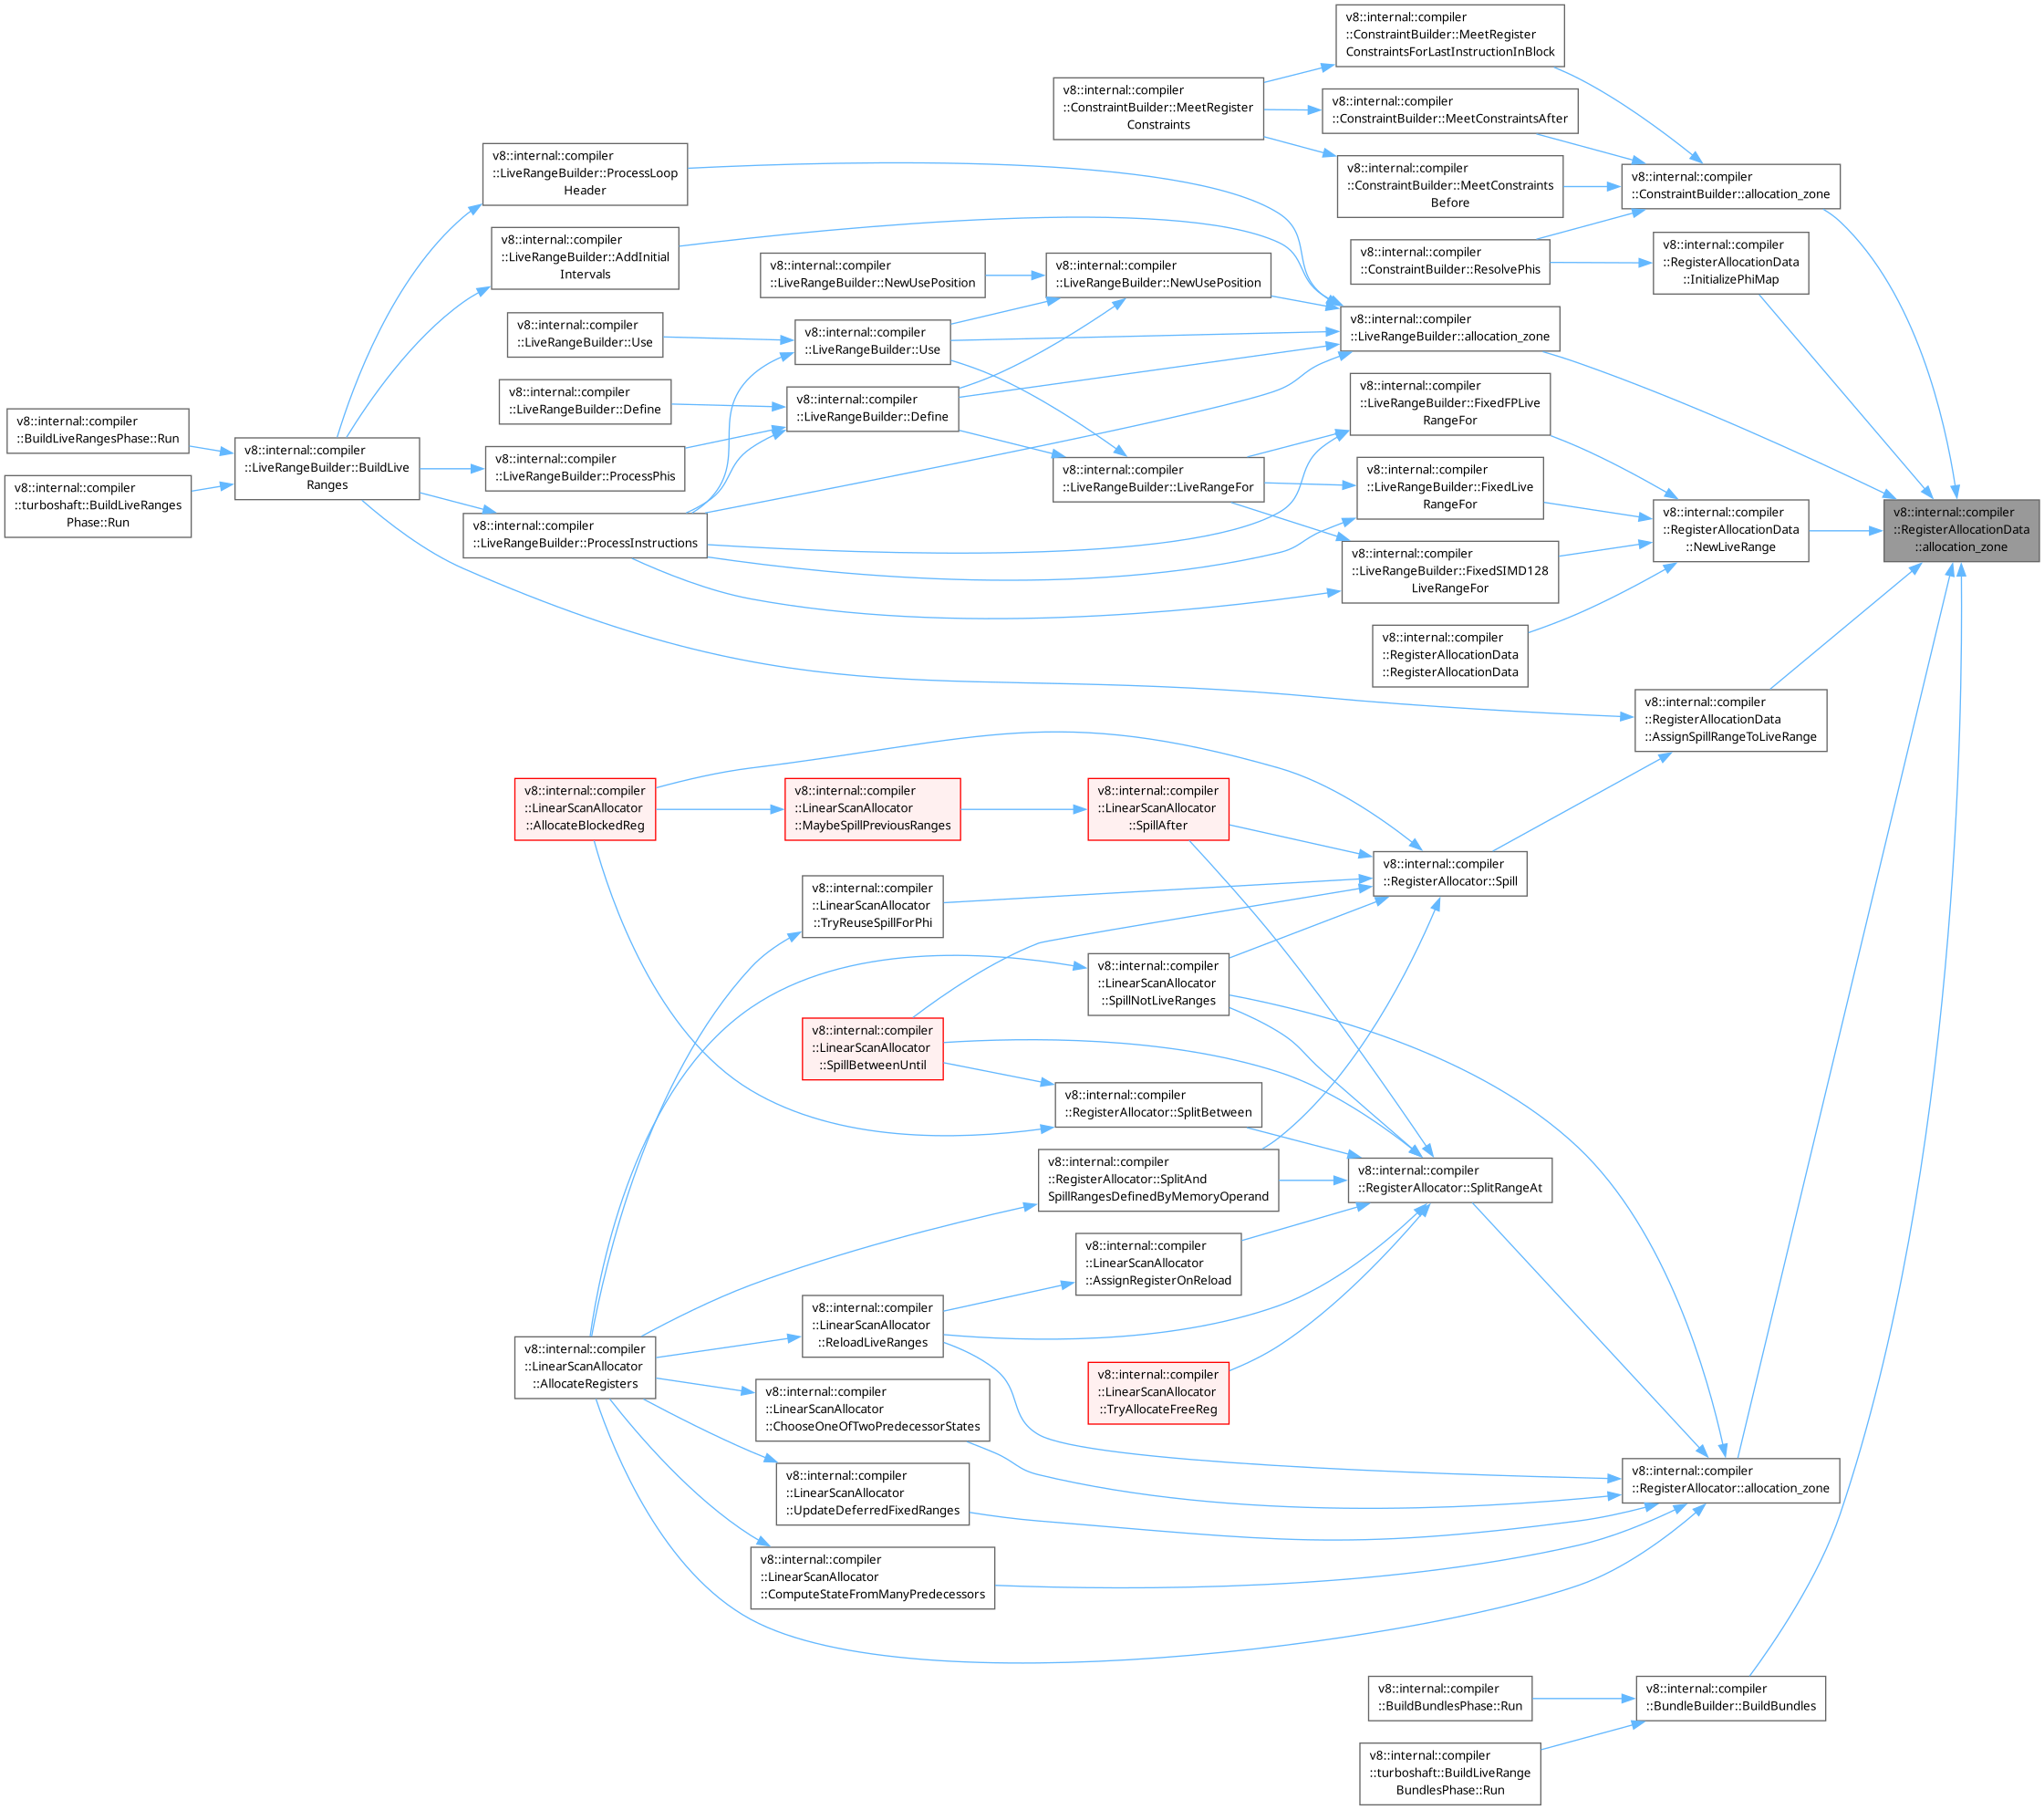 v8::internal::compiler
::ConstraintBuilder::MeetRegister
ConstraintsForLastInstructionInBlock
v8::internal::compiler
::ConstraintBuilder::MeetRegister
Constraints
v8::internal::compiler
::ConstraintBuilder::MeetConstraintsAfter
v8::internal::compiler
::LiveRangeBuilder::ProcessLoop
Header
v8::internal::compiler
::ConstraintBuilder::MeetConstraints
Before
v8::internal::compiler
::ConstraintBuilder::allocation_zone
v8::internal::compiler
::LiveRangeBuilder::AddInitial
Intervals
v8::internal::compiler
::LiveRangeBuilder::NewUsePosition
v8::internal::compiler
::LiveRangeBuilder::NewUsePosition
v8::internal::compiler
::ConstraintBuilder::ResolvePhis
v8::internal::compiler
::RegisterAllocationData
::InitializePhiMap
v8::internal::compiler
::LiveRangeBuilder::Use
v8::internal::compiler
::LiveRangeBuilder::Use
v8::internal::compiler
::LiveRangeBuilder::allocation_zone
v8::internal::compiler
::LiveRangeBuilder::Define
v8::internal::compiler
::LiveRangeBuilder::Define
v8::internal::compiler
::LiveRangeBuilder::FixedFPLive
RangeFor
v8::internal::compiler
::BuildLiveRangesPhase::Run
v8::internal::compiler
::LiveRangeBuilder::BuildLive
Ranges
v8::internal::compiler
::LiveRangeBuilder::ProcessPhis
v8::internal::compiler
::LiveRangeBuilder::LiveRangeFor
v8::internal::compiler
::LiveRangeBuilder::FixedLive
RangeFor
v8::internal::compiler
::turboshaft::BuildLiveRanges
Phase::Run
v8::internal::compiler
::LiveRangeBuilder::ProcessInstructions
v8::internal::compiler
::RegisterAllocationData
::NewLiveRange
v8::internal::compiler
::RegisterAllocationData
::allocation_zone
v8::internal::compiler
::LiveRangeBuilder::FixedSIMD128
LiveRangeFor
v8::internal::compiler
::RegisterAllocationData
::RegisterAllocationData
v8::internal::compiler
::RegisterAllocationData
::AssignSpillRangeToLiveRange
v8::internal::compiler
::LinearScanAllocator
::AllocateBlockedReg
v8::internal::compiler
::LinearScanAllocator
::MaybeSpillPreviousRanges
v8::internal::compiler
::LinearScanAllocator
::SpillAfter
v8::internal::compiler
::RegisterAllocator::Spill
v8::internal::compiler
::LinearScanAllocator
::TryReuseSpillForPhi
v8::internal::compiler
::LinearScanAllocator
::SpillNotLiveRanges
v8::internal::compiler
::LinearScanAllocator
::SpillBetweenUntil
v8::internal::compiler
::RegisterAllocator::SplitBetween
v8::internal::compiler
::RegisterAllocator::SplitAnd
SpillRangesDefinedByMemoryOperand
v8::internal::compiler
::RegisterAllocator::SplitRangeAt
v8::internal::compiler
::LinearScanAllocator
::AssignRegisterOnReload
v8::internal::compiler
::LinearScanAllocator
::ReloadLiveRanges
v8::internal::compiler
::LinearScanAllocator
::AllocateRegisters
v8::internal::compiler
::LinearScanAllocator
::TryAllocateFreeReg
v8::internal::compiler
::LinearScanAllocator
::ChooseOneOfTwoPredecessorStates
v8::internal::compiler
::LinearScanAllocator
::UpdateDeferredFixedRanges
v8::internal::compiler
::RegisterAllocator::allocation_zone
v8::internal::compiler
::LinearScanAllocator
::ComputeStateFromManyPredecessors
v8::internal::compiler
::BuildBundlesPhase::Run
v8::internal::compiler
::BundleBuilder::BuildBundles
v8::internal::compiler
::turboshaft::BuildLiveRange
BundlesPhase::Run